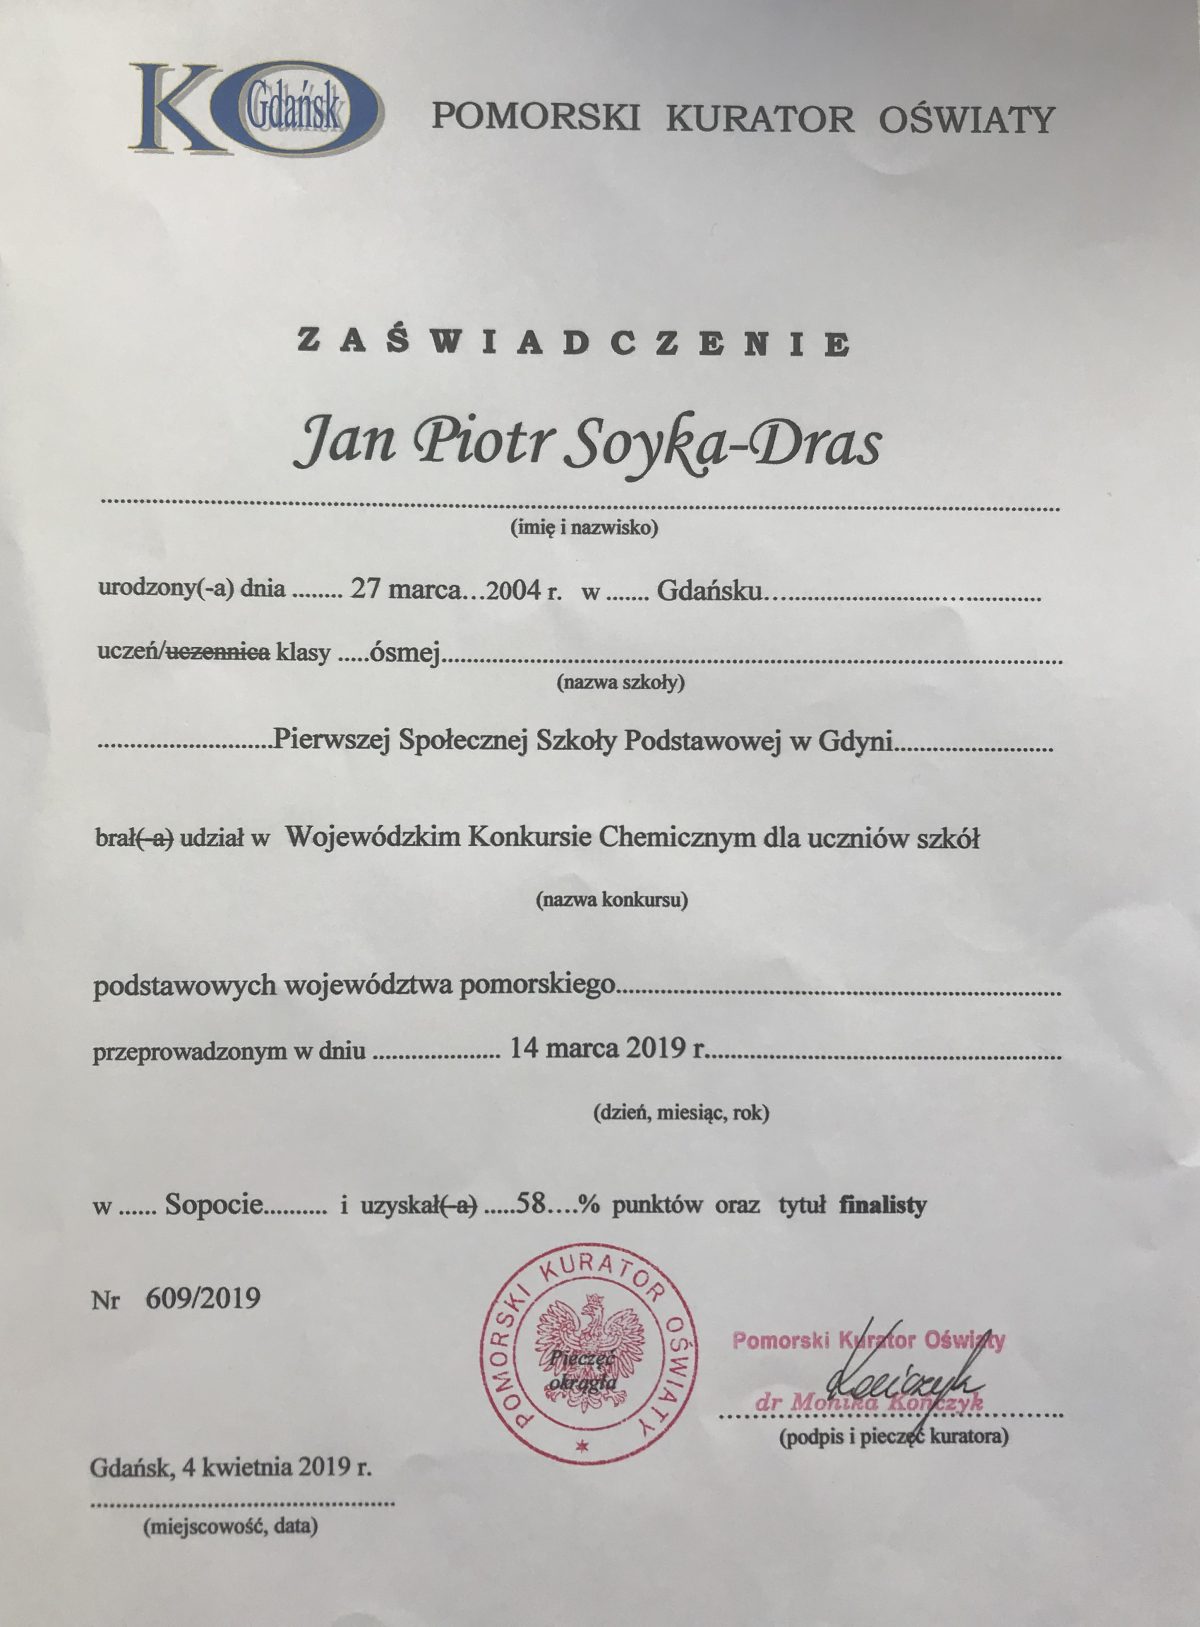 KO Gdańsk POMORSKI KURATOR OŚWIATY
ZAŚWIADCZENIE
Jan Piotr Soyka-Dras
(imię i nazwisko)
urodzony(-a) dnia ........ 27 marca...2004 r. w ....... Gdańsku..............................................
uczeń/uczennica klasy .....ósmej...............................................................................................
(nazwa szkoły)
...........................Pierwszej Społecznej Szkoły Podstawowej w Gdyni.........................
brał(-a) udział w Wojewódzkim Konkursie Chemicznym dla uczniów szkół
(nazwa konkursu)
podstawowych województwa pomorskiego....................................................................
przeprowadzonym w dniu .................... 14 marca 2019 r.......................................................
(dzień, miesiąc, rok)
w ...... Sopocie.......... i uzyskał(-a) .....58....% punktów oraz tytuł finalisty
Nr 609/2019
POMORSKI KURATOR OŚWIATY
Pieczęć
okrągła
Pomorski Kurator Oświaty
dr Monika Kończyk
(podpis i pieczęć kuratora)
Gdańsk, 4 kwietnia 2019 r.
(miejscowość, data)